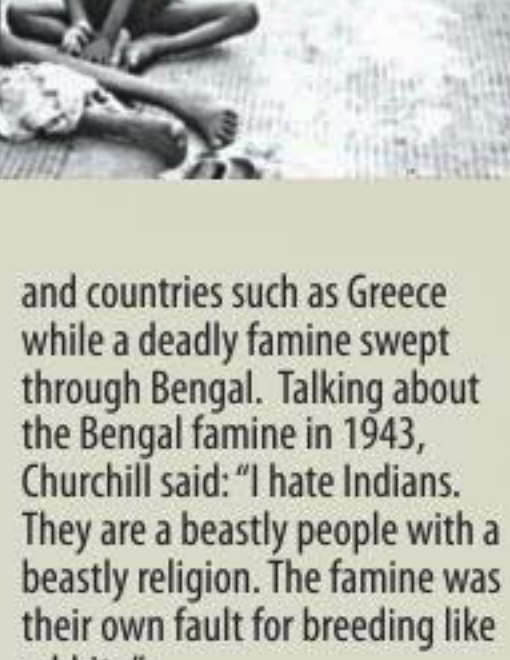 and countries such as Greece
while a deadly famine swept
through Bengal. Talking about
the Bengal famine in 1943,
Churchill said: “I hate Indians.
They are a beastly people with a
beastly religion. The famine was
their own fault for breeding like